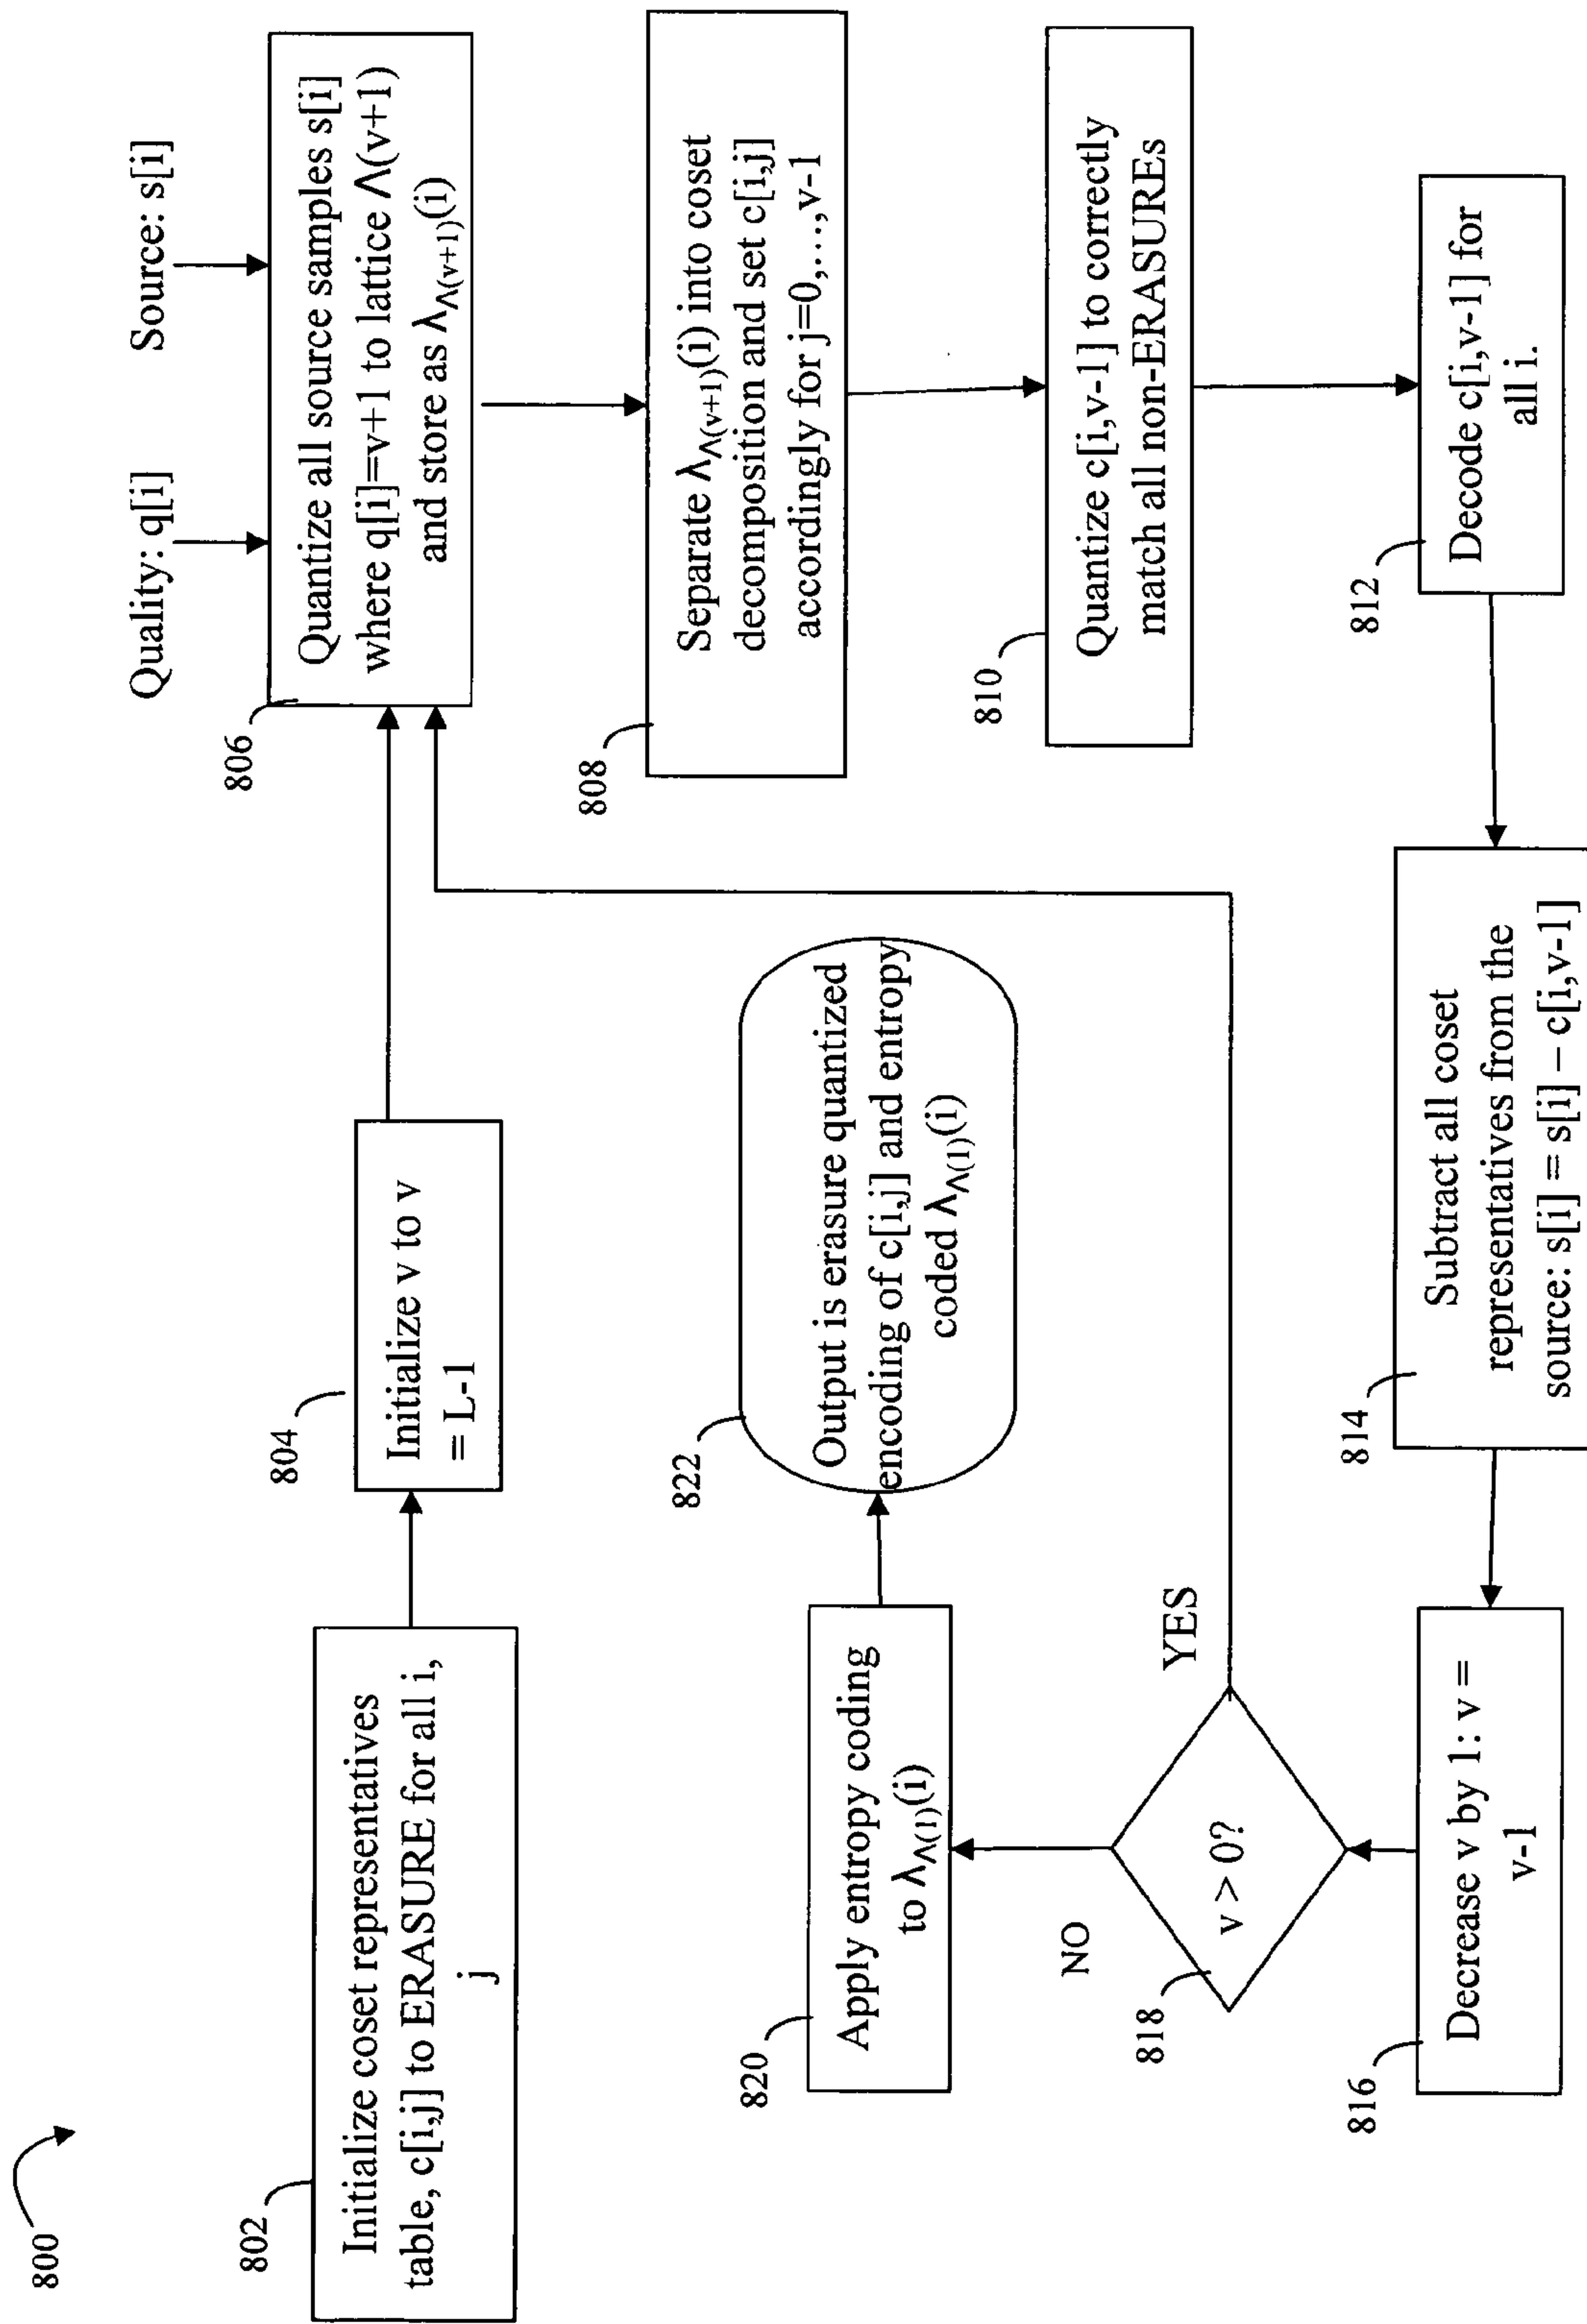 800
802
Initialize coset representatives
table, c[i,j] to ERASURE for all i,
j
804
Initialize v to v
= L-1
Quality: q[i]
Source: s[i]
806
Quantize all source samples s[i]
where q[i]=v+1 to lattice Λ(v+1)
and store as λΛ(v+1)(i)
808
Separate λΛ(v+1)(i) into coset
decomposition and set c[i,j]
accordingly for j=0,…,v-1
810
Quantize c[i,v-1] to correctly
match all non-ERASUREs
812
Decode c[i,v-1] for
all i.
814
Subtract all coset
representatives from the
source: s[i] = s[i] – c[i,v-1]
816
Decrease v by 1: v =
v-1
818
v > 0?
YES
NO
820
Apply entropy coding
to λΛ(1)(i)
822
Output is erasure quantized
encoding of c[i,j] and entropy
coded λΛ(1)(i)